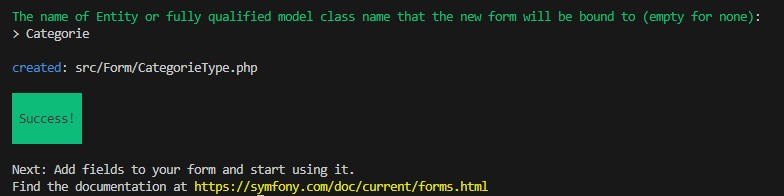 The name of Entity or fully qualified model class name that the new form will be bound to (empty for none):
> Categorie
created: src/Form/CategorieType.php
Success!
Next: Add fields to your form and start using it.
Find the documentation at https://symfony.com/doc/current/forms.html